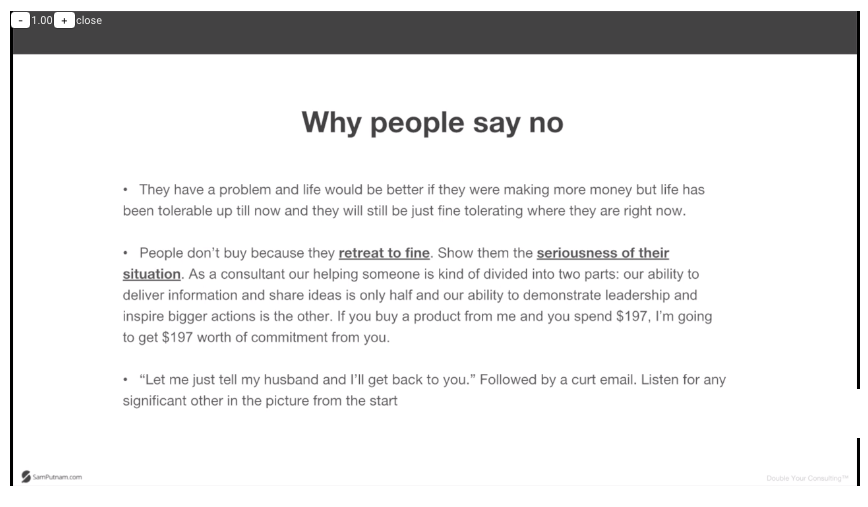 - 1.00 + close
Why people say no
• They have a problem and life would be better if they were making more money but life has
been tolerable up till now and they will still be just fine tolerating where they are right now.
• People don’t buy because they retreat to fine. Show them the seriousness of their
situation. As a consultant our helping someone is kind of divided into two parts: our ability to
deliver information and share ideas is only half and our ability to demonstrate leadership and
inspire bigger actions is the other. If you buy a product from me and you spend $197, I’m going
to get $197 worth of commitment from you.
• “Let me just tell my husband and I’ll get back to you.” Followed by a curt email. Listen for any
significant other in the picture from the start
SamPutnam.com
Double Your Consulting℠